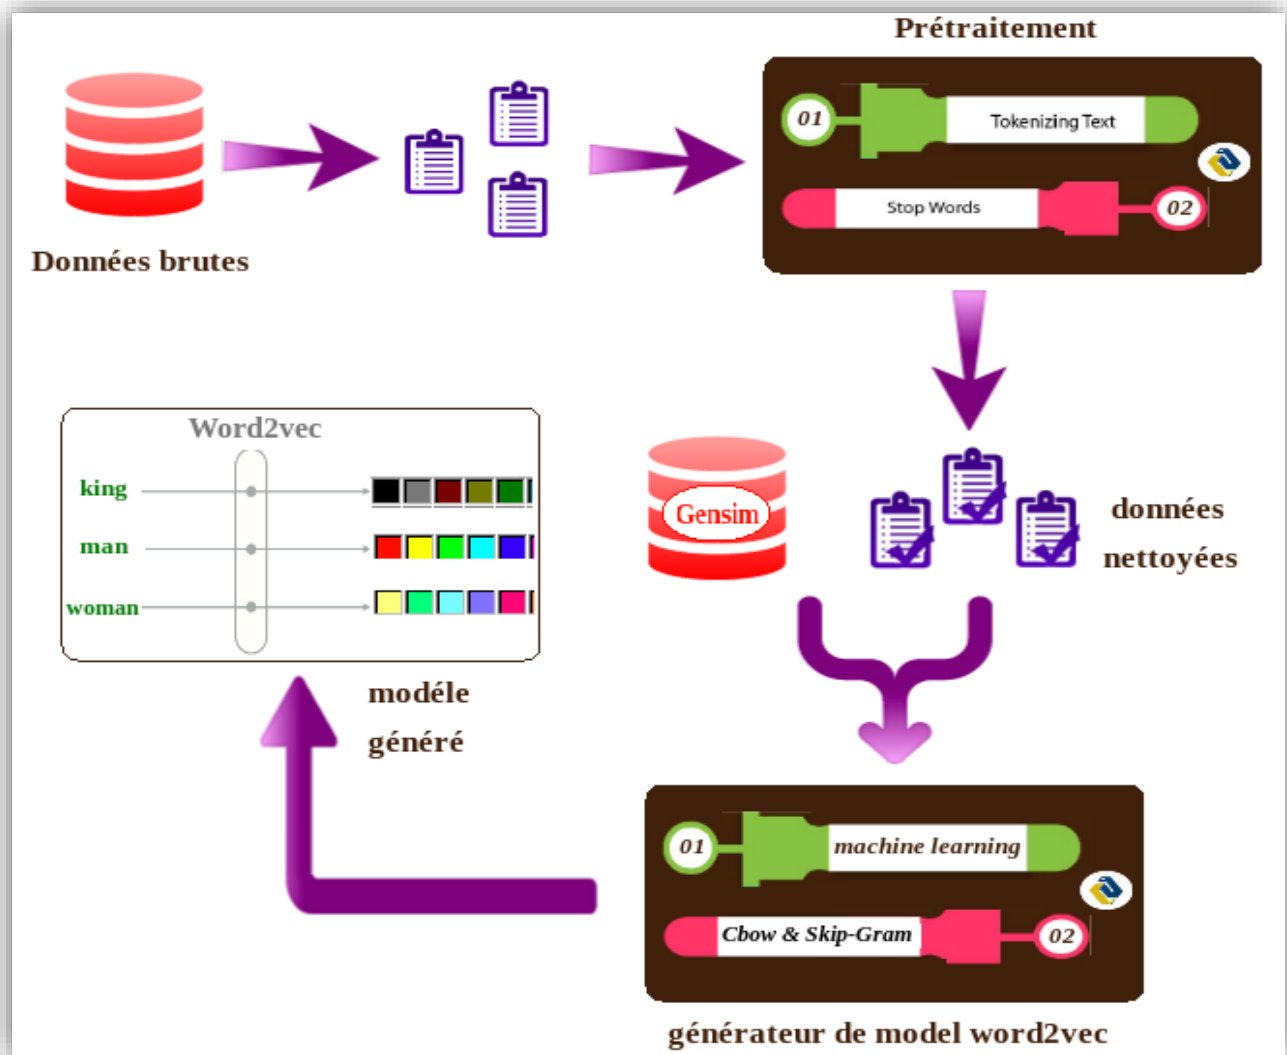 Prétraitement
01
Tokenizing Text
Stop Words
02
Données brutes
Word2vec
king
man
woman
Gensim
données
nettoyées
modéle
généré
01
machine learning
Cbow & Skip-Gram
02
générateur de model word2vec